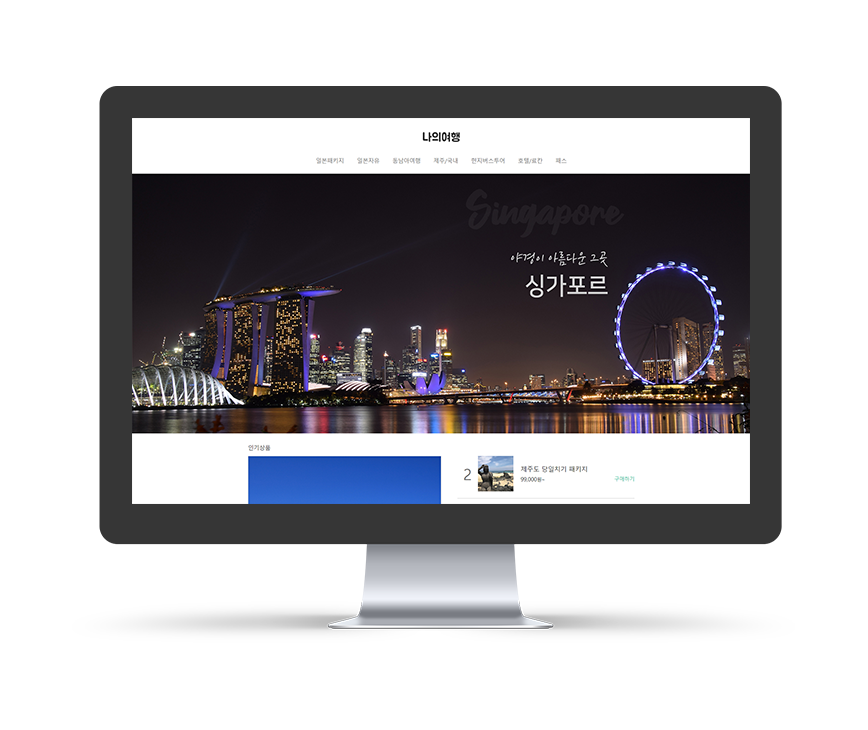 나의여행
일본패키지 일본자유 동남아여행 제주/국내 현지버스투어 호텔/료칸 패스
Singapore
야경이 아름다운 그곳
싱가포르
인기상품
2
제주도 당일치기 패키지
99,000원~
구매하기